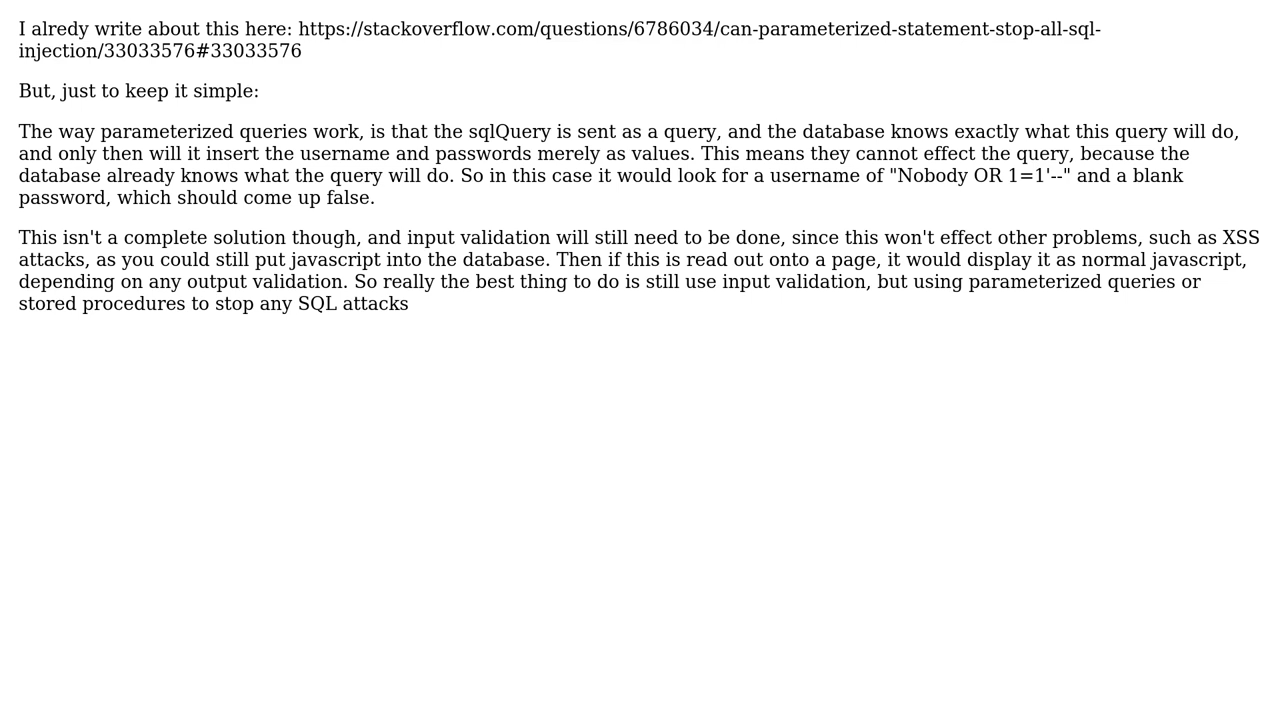 I alredy write about this here: https://stackoverflow.com/questions/6786034/can-parameterized-statement-stop-all-sql-
injection/33033576#33033576
But, just to keep it simple:
The way parameterized queries work, is that the sqlQuery is sent as a query, and the database knows exactly what this query will do,
and only then will it insert the username and passwords merely as values. This means they cannot effect the query, because the
database already knows what the query will do. So in this case it would look for a username of "Nobody OR 1=1'--" and a blank
password, which should come up false.
This isn't a complete solution though, and input validation will still need to be done, since this won't effect other problems, such as XSS
attacks, as you could still put javascript into the database. Then if this is read out onto a page, it would display it as normal javascript,
depending on any output validation. So really the best thing to do is still use input validation, but using parameterized queries or
stored procedures to stop any SQL attacks